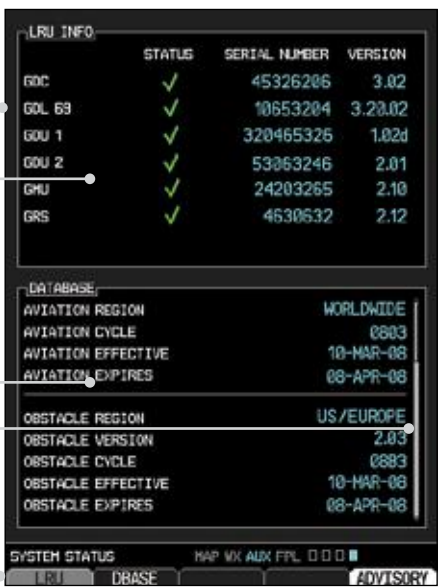 LRU INFO
STATUS SERIAL NUMBER VERSION
GDC 45326206 3.02
GDL 69 10653204 3.20.02
GDU 1 320465326 1.02d
GDU 2 53063246 2.01
GMU 24203265 2.10
GRS 4630632 2.12
DATABASE
AVIATION REGION WORLDWIDE
AVIATION CYCLE 0803
AVIATION EFFECTIVE 10-MAR-08
AVIATION EXPIRES 08-APR-08
OBSTACLE REGION US/EUROPE
OBSTACLE VERSION 2.03
OBSTACLE CYCLE 0803
OBSTACLE EFFECTIVE 10-MAR-08
OBSTACLE EXPIRES 08-APR-08
SYSTEM STATUS MAP WX AUX FPL
LRU DBASE ADVISORY